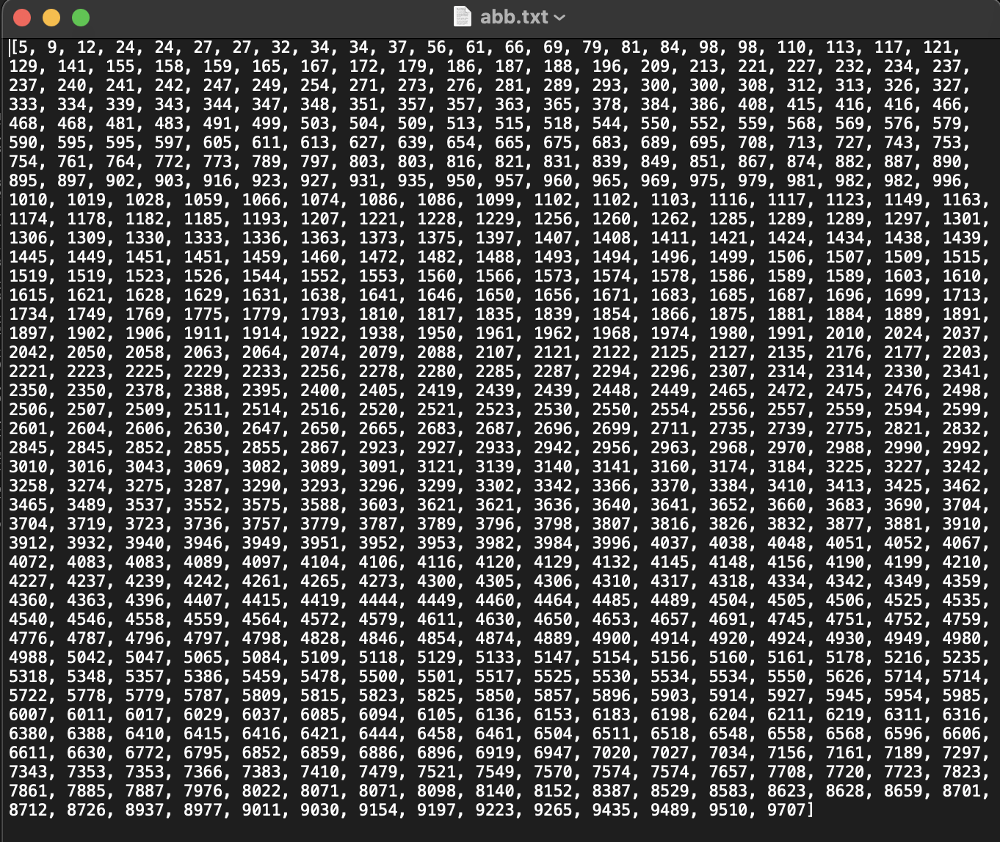 abb.txt
[5, 9, 12, 24, 24, 27, 27, 32, 34, 34, 37, 56, 61, 66, 69, 79, 81, 84, 98, 98, 110, 113, 117, 121,
129, 141, 155, 158, 159, 165, 167, 172, 179, 186, 187, 188, 196, 209, 213, 221, 227, 232, 234, 237,
237, 240, 241, 242, 247, 249, 254, 271, 273, 276, 281, 289, 293, 300, 300, 308, 312, 313, 326, 327,
333, 334, 339, 343, 344, 347, 348, 351, 357, 357, 363, 365, 378, 384, 386, 408, 415, 416, 416, 466,
468, 468, 481, 483, 491, 499, 503, 504, 509, 513, 515, 518, 544, 550, 552, 559, 568, 569, 576, 579,
590, 595, 595, 597, 605, 611, 613, 627, 639, 654, 665, 675, 683, 689, 695, 708, 713, 727, 743, 753,
754, 761, 764, 772, 773, 789, 797, 803, 803, 816, 821, 831, 839, 849, 851, 867, 874, 882, 887, 890,
895, 897, 902, 903, 916, 923, 927, 931, 935, 950, 957, 960, 965, 969, 975, 979, 981, 982, 982, 996,
1010, 1019, 1028, 1059, 1066, 1074, 1086, 1086, 1099, 1102, 1102, 1103, 1116, 1117, 1123, 1149, 1163,
1174, 1178, 1182, 1185, 1193, 1207, 1221, 1228, 1229, 1256, 1260, 1262, 1285, 1289, 1289, 1297, 1301,
1306, 1309, 1330, 1333, 1336, 1363, 1373, 1375, 1397, 1407, 1408, 1411, 1421, 1424, 1434, 1438, 1439,
1445, 1449, 1451, 1451, 1459, 1460, 1472, 1482, 1488, 1493, 1494, 1496, 1499, 1506, 1507, 1509, 1515,
1519, 1519, 1523, 1526, 1544, 1552, 1553, 1560, 1566, 1573, 1574, 1578, 1586, 1589, 1589, 1603, 1610,
1615, 1621, 1628, 1629, 1631, 1638, 1641, 1646, 1650, 1656, 1671, 1683, 1685, 1687, 1696, 1699, 1713,
1734, 1749, 1769, 1775, 1779, 1793, 1810, 1817, 1835, 1839, 1854, 1866, 1875, 1881, 1884, 1889, 1891,
1897, 1902, 1906, 1911, 1914, 1922, 1938, 1950, 1961, 1962, 1968, 1974, 1980, 1991, 2010, 2024, 2037,
2042, 2050, 2058, 2063, 2064, 2074, 2079, 2088, 2107, 2121, 2122, 2125, 2127, 2135, 2176, 2177, 2203,
2221, 2223, 2225, 2229, 2233, 2256, 2278, 2280, 2285, 2287, 2294, 2296, 2307, 2314, 2314, 2330, 2341,
2350, 2350, 2378, 2388, 2395, 2400, 2405, 2419, 2439, 2439, 2448, 2449, 2465, 2472, 2475, 2476, 2498,
2506, 2507, 2509, 2511, 2514, 2516, 2520, 2521, 2523, 2530, 2550, 2554, 2556, 2557, 2559, 2594, 2599,
2601, 2604, 2606, 2630, 2647, 2650, 2665, 2683, 2687, 2696, 2699, 2711, 2735, 2739, 2775, 2821, 2832,
2845, 2845, 2852, 2855, 2855, 2867, 2923, 2927, 2933, 2942, 2956, 2963, 2968, 2970, 2988, 2990, 2992,
3010, 3016, 3043, 3069, 3082, 3089, 3091, 3121, 3139, 3140, 3141, 3160, 3174, 3184, 3225, 3227, 3242,
3258, 3274, 3275, 3287, 3290, 3293, 3296, 3299, 3302, 3342, 3366, 3370, 3384, 3410, 3413, 3425, 3462,
3465, 3489, 3537, 3552, 3575, 3588, 3603, 3621, 3621, 3636, 3640, 3641, 3652, 3660, 3683, 3690, 3704,
3704, 3719, 3723, 3736, 3757, 3779, 3787, 3789, 3796, 3798, 3807, 3816, 3826, 3832, 3877, 3881, 3910,
3912, 3932, 3940, 3946, 3949, 3951, 3952, 3953, 3982, 3984, 3996, 4037, 4038, 4048, 4051, 4052, 4067,
4072, 4083, 4083, 4089, 4097, 4104, 4106, 4116, 4120, 4129, 4132, 4145, 4148, 4156, 4190, 4199, 4210,
4227, 4237, 4239, 4242, 4261, 4265, 4273, 4300, 4305, 4306, 4310, 4317, 4318, 4334, 4342, 4349, 4359,
4360, 4363, 4396, 4407, 4415, 4419, 4444, 4449, 4460, 4464, 4485, 4489, 4504, 4505, 4506, 4525, 4535,
4540, 4546, 4558, 4559, 4564, 4572, 4579, 4611, 4630, 4650, 4653, 4657, 4691, 4745, 4751, 4752, 4759,
4776, 4787, 4796, 4797, 4798, 4828, 4846, 4854, 4874, 4889, 4900, 4914, 4920, 4924, 4930, 4949, 4980,
4988, 5042, 5047, 5065, 5084, 5109, 5118, 5129, 5133, 5147, 5154, 5156, 5160, 5161, 5178, 5216, 5235,
5318, 5348, 5357, 5386, 5459, 5478, 5500, 5501, 5517, 5525, 5530, 5534, 5534, 5550, 5626, 5714, 5714,
5722, 5778, 5779, 5787, 5809, 5815, 5823, 5825, 5850, 5857, 5896, 5903, 5914, 5927, 5945, 5954, 5985,
6007, 6011, 6017, 6029, 6037, 6085, 6094, 6105, 6136, 6153, 6183, 6198, 6204, 6211, 6219, 6311, 6316,
6380, 6388, 6410, 6415, 6416, 6421, 6444, 6458, 6461, 6504, 6511, 6518, 6548, 6558, 6568, 6596, 6606,
6611, 6630, 6772, 6795, 6852, 6859, 6886, 6896, 6919, 6947, 7020, 7027, 7034, 7156, 7161, 7189, 7297,
7343, 7353, 7353, 7366, 7383, 7410, 7479, 7521, 7549, 7570, 7574, 7574, 7657, 7708, 7720, 7723, 7823,
7861, 7885, 7887, 7976, 8022, 8071, 8071, 8098, 8140, 8152, 8387, 8529, 8583, 8623, 8628, 8659, 8701,
8712, 8726, 8937, 8977, 9011, 9030, 9154, 9197, 9223, 9265, 9435, 9489, 9510, 9707]